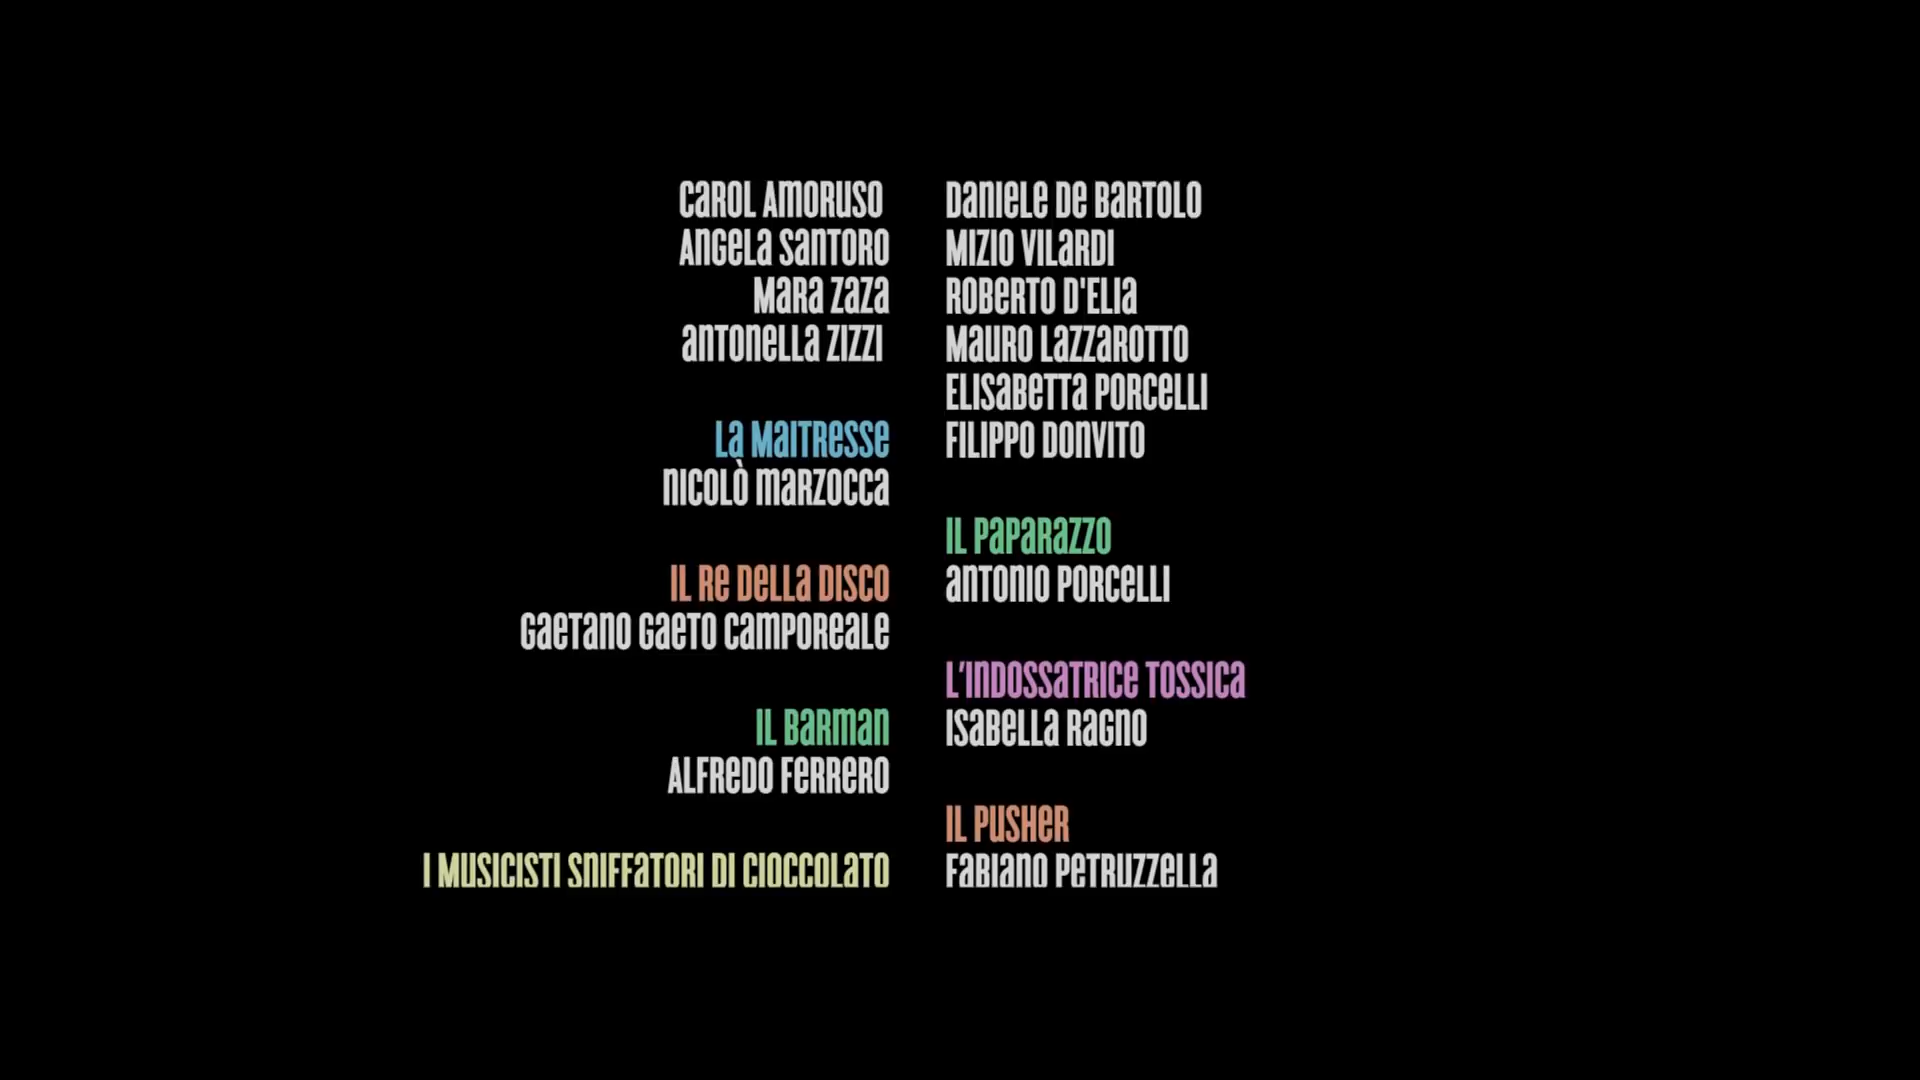 CAROL AMORUSO
ANGELA SANTORO
MARA ZAZA
ANTONELLA ZIZZI
LA MAITRESSE
NICOLÒ MARZOCCA
IL RE DELLA DISCO
GAETANO GAETO CAMPOREALE
IL BARMAN
ALFREDO FERRERO
I MUSICISTI SNIFFATORI DI CIOCCOLATO
DANIELE DE BARTOLO
MIZIO VILARDI
ROBERTO D'ELIA
MAURO LAZZAROTTO
ELISABETTA PORCELLI
FILIPPO DONVITO
IL PAPARAZZO
ANTONIO PORCELLI
L'INDOSSATRICE TOSSICA
ISABELLA RAGNO
IL PUSHER
FABIANO PETRUZZELLA